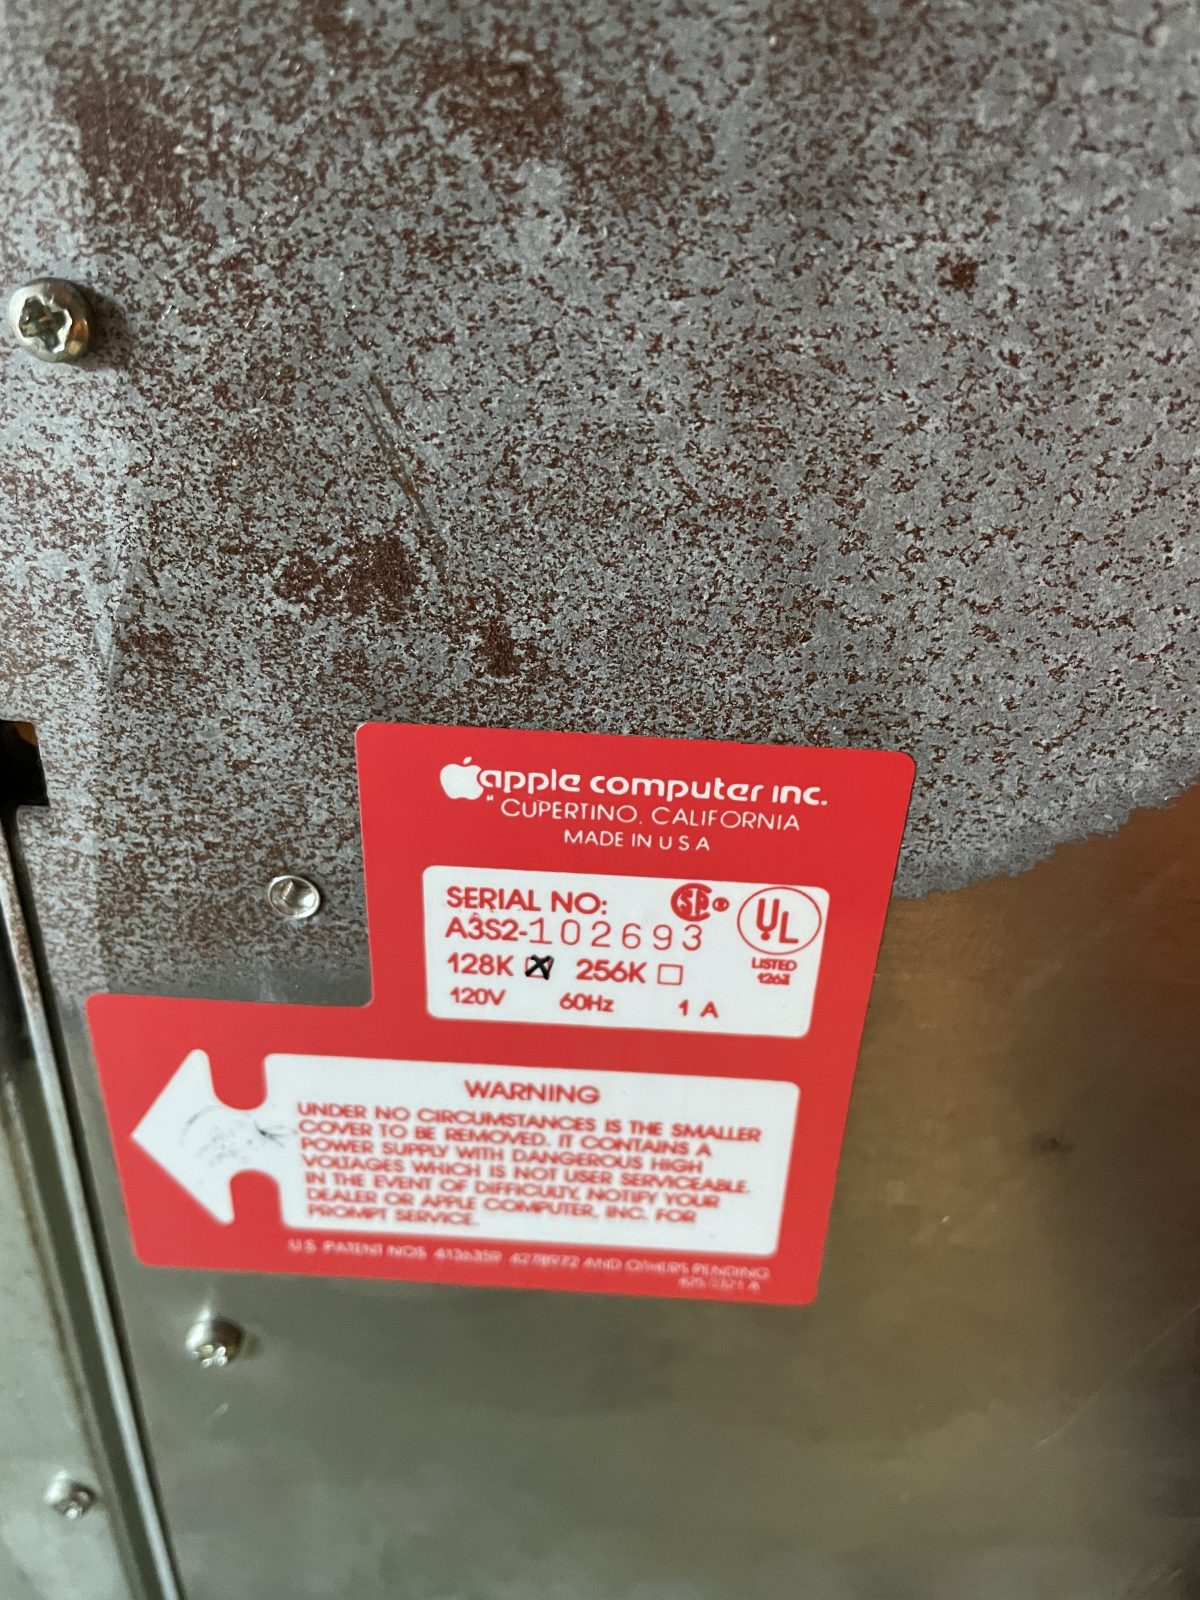 apple computer inc.
CUPERTINO, CALIFORNIA
MADE IN U S A
SERIAL NO:
A3S2-102693
128K 256K
120V 60Hz 1 A
UL
LISTED
WARNING
UNDER NO CIRCUMSTANCES IS THE SMALLER
COVER TO BE REMOVED. IT CONTAINS A
POWER SUPPLY WITH DANGEROUS HIGH
VOLTAGES WHICH IS NOT USER SERVICEABLE.
IN THE EVENT OF DIFFICULTY, NOTIFY YOUR
DEALER OR APPLE COMPUTER, INC. FOR
PROMPT SERVICE.
U.S. PATENT NOS. 4136359 4278972 AND OTHERS PENDING